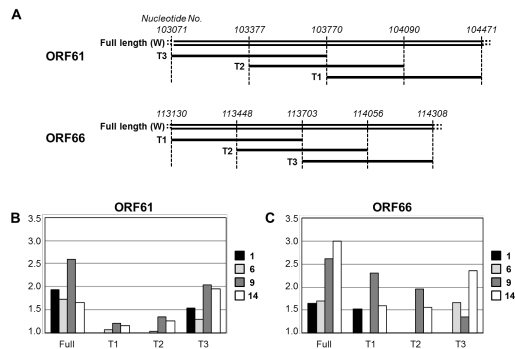 A
Nucleotide No.
103071 103377 103770 104090 104471
Full length (W)
T3
ORF61
T2
T1
113130 113448 113703 114056 114308
Full length (W)
ORF66
T1
T2
T3
B ORF61
3.5
3.0
2.5
2.0
1.5
1.0
Full T1 T2 T3
1
6
9
14
C ORF66
3.5
3.0
2.5
2.0
1.5
1.0
Full T1 T2 T3
1
6
9
14